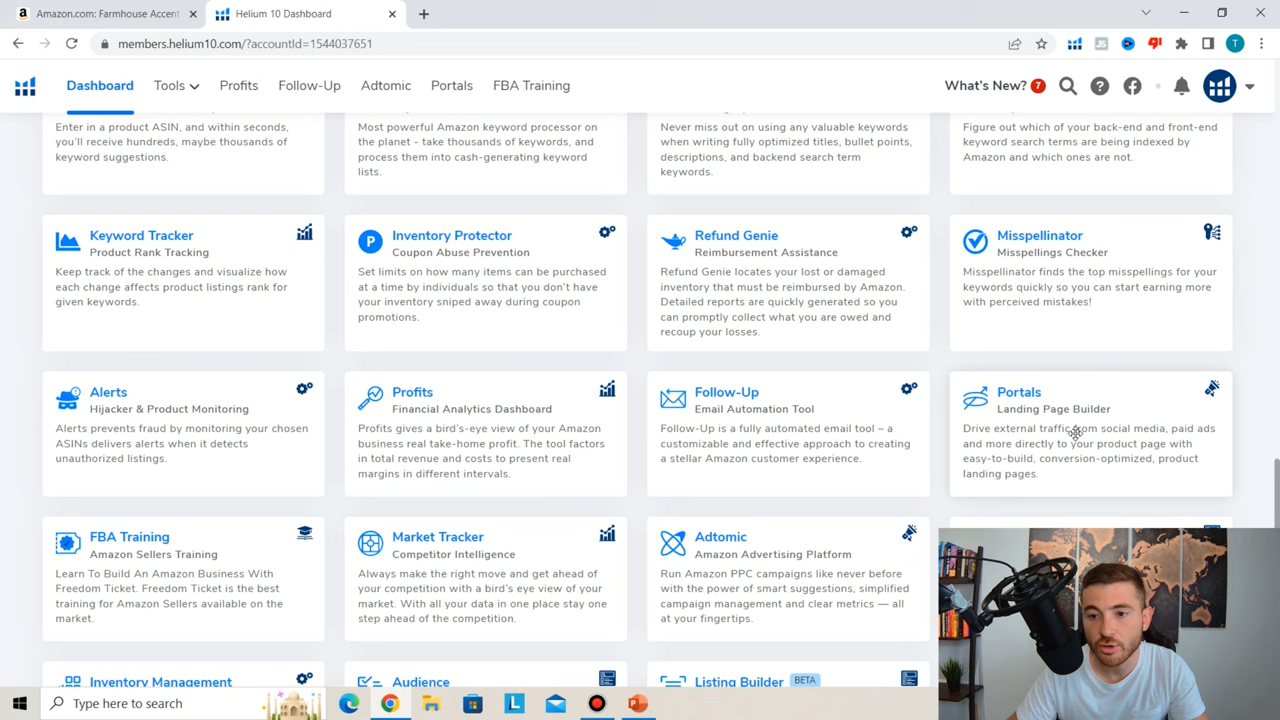 Amazon.com: Farmhouse Accent
Helium 10 Dashboard
members.helium10.com/?accountId=1544037651
T
Dashboard
Tools
Profits
Follow-Up
Adtomic
Portals
FBA Training
What's New?
7
Enter in a product ASIN, and within seconds,
you'll receive hundreds, maybe thousands of
keyword suggestions.
Most powerful Amazon keyword processor on
the planet - take thousands of keywords, and
process them into cash-generating keyword
lists.
Never miss out on using any valuable keywords
when writing fully optimized titles, bullet points,
descriptions, and backend search term
keywords.
Figure out which of your back-end and front-end
keyword search terms are being indexed by
Amazon and which ones are not.
Keyword Tracker
Product Rank Tracking
Keep track of the changes and visualize how
each change affects product listings rank for
given keywords.
Inventory Protector
Coupon Abuse Prevention
Set limits on how many items can be purchased
at a time by individuals so that you don't have
your inventory sniped away during coupon
promotions.
Refund Genie
Reimbursement Assistance
Refund Genie locates your lost or damaged
inventory that must be reimbursed by Amazon.
Detailed reports are quickly generated so you
can promptly collect what you are owed and
recoup your losses.
Misspellinator
Misspellings Checker
Misspellinator finds the top misspellings for your
keywords quickly so you can start earning more
with perceived mistakes!
Alerts
Hijacker & Product Monitoring
Alerts prevents fraud by monitoring your chosen
ASINs delivers alerts when it detects
unauthorized listings.
Profits
Financial Analytics Dashboard
Profits gives a bird's-eye view of your Amazon
business real take-home profit. The tool factors
in total revenue and costs to present real
margins in different intervals.
Follow-Up
Email Automation Tool
Follow-Up is a fully automated email tool – a
customizable and effective approach to creating
a stellar Amazon customer experience.
Portals
Landing Page Builder
Drive external traffic from social media, paid ads
and more directly to your product page with
easy-to-build, conversion-optimized, product
landing pages.
FBA Training
Amazon Sellers Training
Learn To Build An Amazon Business With
Freedom Ticket. Freedom Ticket is the best
training for Amazon Sellers available on the
market.
Market Tracker
Competitor Intelligence
Always make the right move and get ahead of
your competition with a bird's eye view of your
market. With all your data in one place stay one
step ahead of the competition.
Adtomic
Amazon Advertising Platform
Run Amazon PPC campaigns like never before
with the power of smart suggestions, simplified
campaign management and clear metrics — all
at your fingertips.
Inventory Management
Audience
Listing Builder BETA
Type here to search